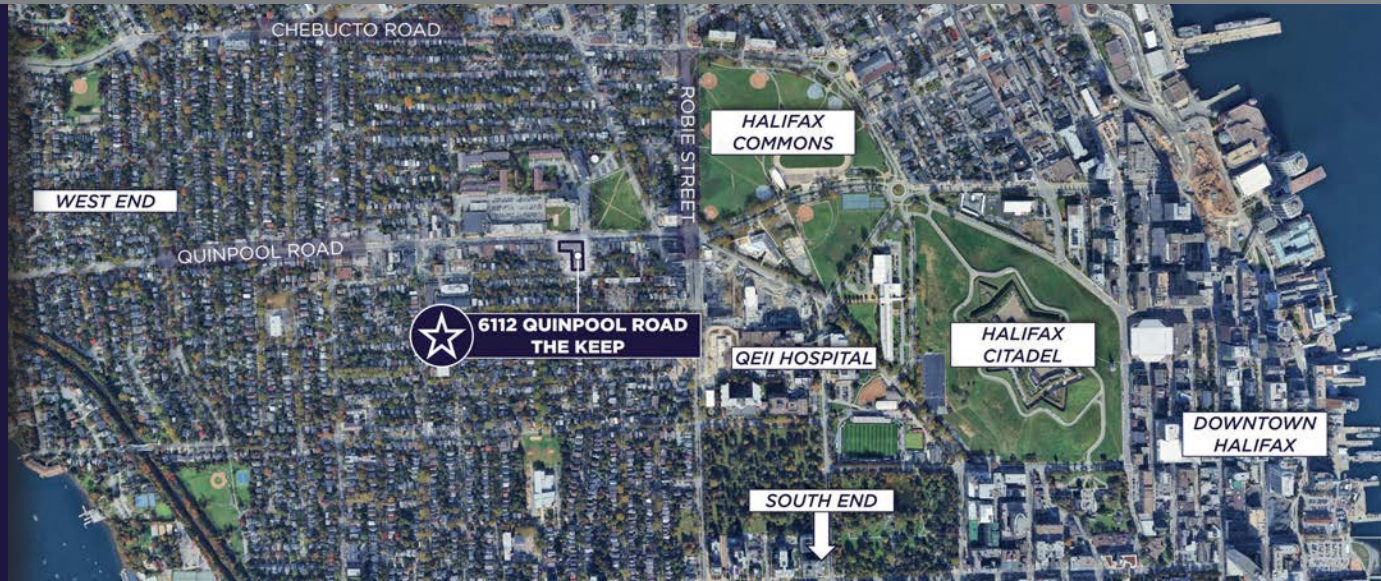 CHEBUCTO ROAD
ROBIE STREET
HALIFAX
COMMONS
WEST END
QUINPOOL ROAD
6112 QUINPOOL ROAD
THE KEEP
QEII HOSPITAL
HALIFAX
CITADEL
DOWNTOWN
HALIFAX
SOUTH END